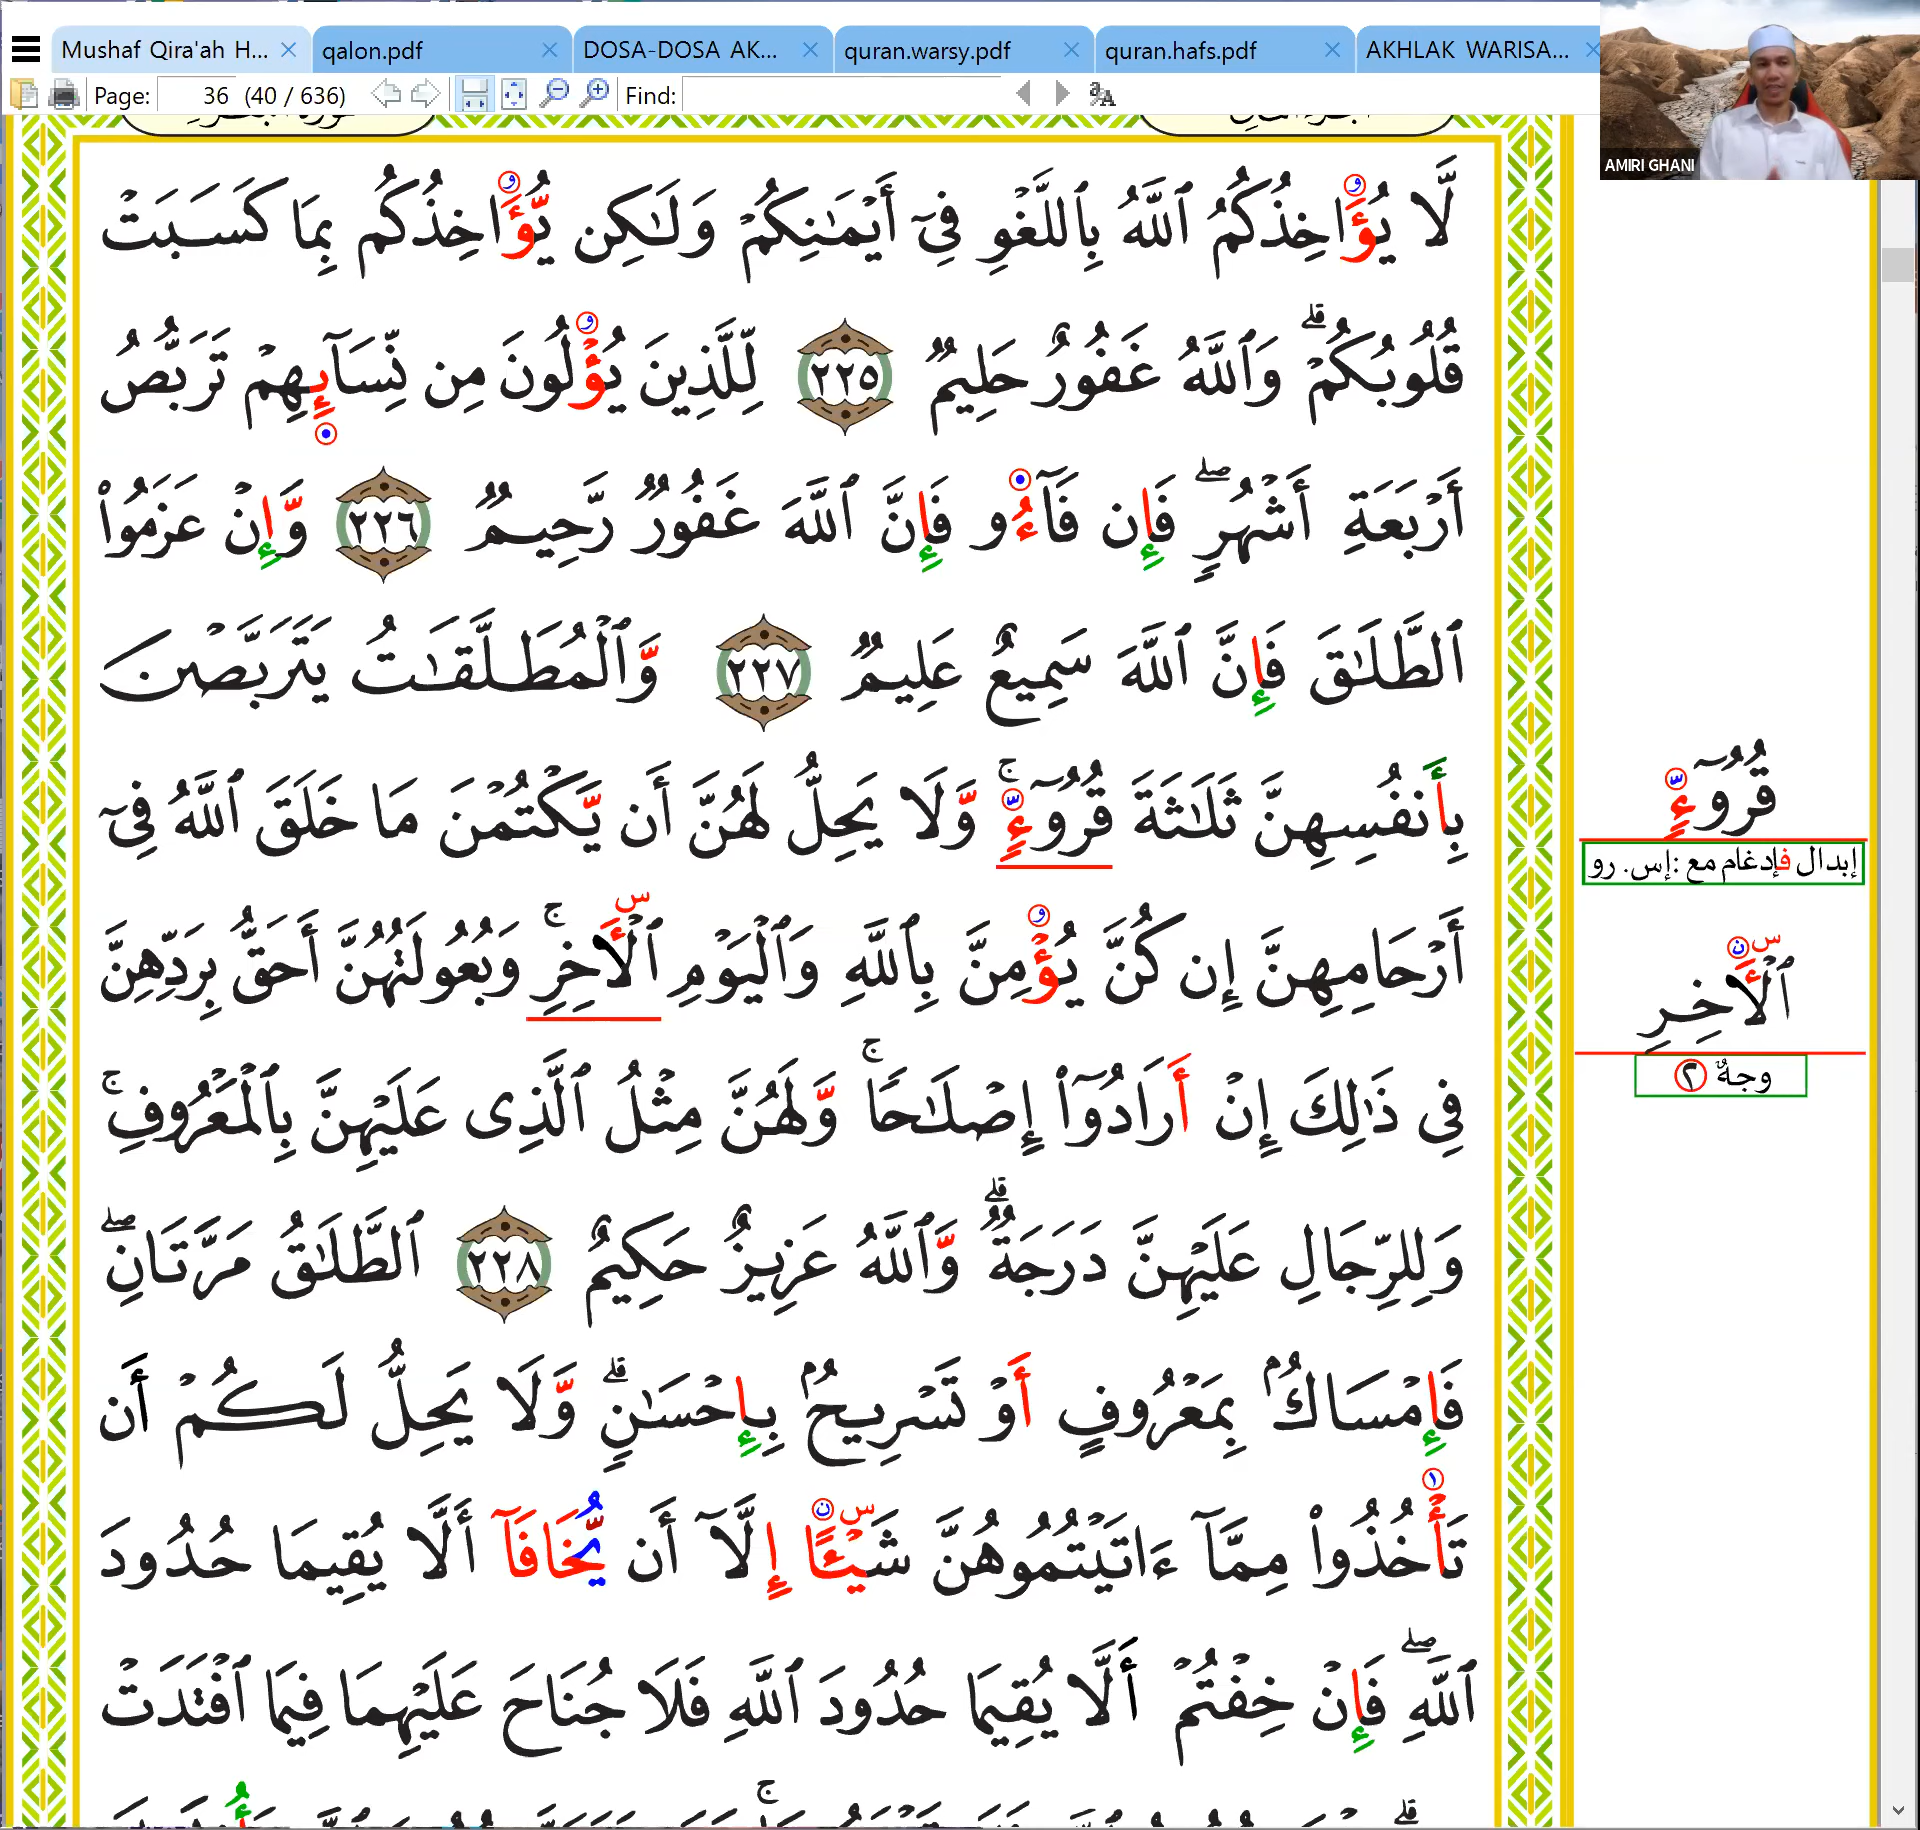 Mushaf Qira'ah H...
qalon.pdf
DOSA-DOSA AK...
quran.warsy.pdf
quran.hafs.pdf
AKHLAK WARISA...
Page: 36 (40 / 636)
Find:
AMIRI GHANI
لَّا يُؤَاخِذُكُمُ ٱللَّهُ بِٱللَّغْوِ فِىٓ أَيْمَـٰنِكُمْ وَلَـٰكِن يُّؤَاخِذُكُم بِمَا كَسَبَتْ
قُلُوبُكُمْ ۗ وَٱللَّهُ غَفُورٌ حَلِيمٌ ٢٢٥ لِّلَّذِينَ يُؤْلُونَ مِن نِّسَآئِهِمْ تَرَبُّصُ
أَرْبَعَةِ أَشْهُرٍ ۖ فَإِن فَآءُو فَإِنَّ ٱللَّهَ غَفُورٌ رَّحِيمٌ ٢٢٦ وَّإِنْ عَزَمُوا۟
ٱلطَّلَـٰقَ فَإِنَّ ٱللَّهَ سَمِيعٌ عَلِيمٌ ٢٢٧ وَّٱلْمُطَلَّقَـٰتُ يَتَرَبَّصْنَ
بِأَنفُسِهِنَّ ثَلَـٰثَةَ قُرُوٓءٍ ۚ وَّلَا يَحِلُّ لَهُنَّ أَن يَّكْتُمْنَ مَا خَلَقَ ٱللَّهُ فِىٓ
أَرْحَامِهِنَّ إِن كُنَّ يُؤْمِنَّ بِٱللَّهِ وَٱلْيَوْمِ ٱلْـَٔاخِرِ ۚ وَبُعُولَتُهُنَّ أَحَقُّ بِرَدِّهِنَّ
فِى ذَٰلِكَ إِنْ أَرَادُوٓا۟ إِصْلَـٰحًا ۚ وَّلَهُنَّ مِثْلُ ٱلَّذِى عَلَيْهِنَّ بِٱلْمَعْرُوفِ ۚ
وَلِلرِّجَالِ عَلَيْهِنَّ دَرَجَةٌ ۗ وَّٱللَّهُ عَزِيزٌ حَكِيمٌ ٢٢٨ ٱلطَّلَـٰقُ مَرَّتَانِ ۖ
فَإِمْسَاكٌۢ بِمَعْرُوفٍ أَوْ تَسْرِيحٌۢ بِإِحْسَـٰنٍ ۗ وَّلَا يَحِلُّ لَكُمْ أَن
تَأْخُذُوا۟ مِمَّآ ءَاتَيْتُمُوهُنَّ شَيْـًٔا إِلَّآ أَن يُّخَافَآ أَلَّا يُقِيمَا حُدُودَ
ٱللَّهِ ۖ فَإِنْ خِفْتُمْ أَلَّا يُقِيمَا حُدُودَ ٱللَّهِ فَلَا جُنَاحَ عَلَيْهِمَا فِيمَا ٱفْتَدَتْ
قُرُوٓءٍ
إبدال فإدغام مع :إس. رو
ٱلْـَٔاخِرِ
وجهٌ ٢